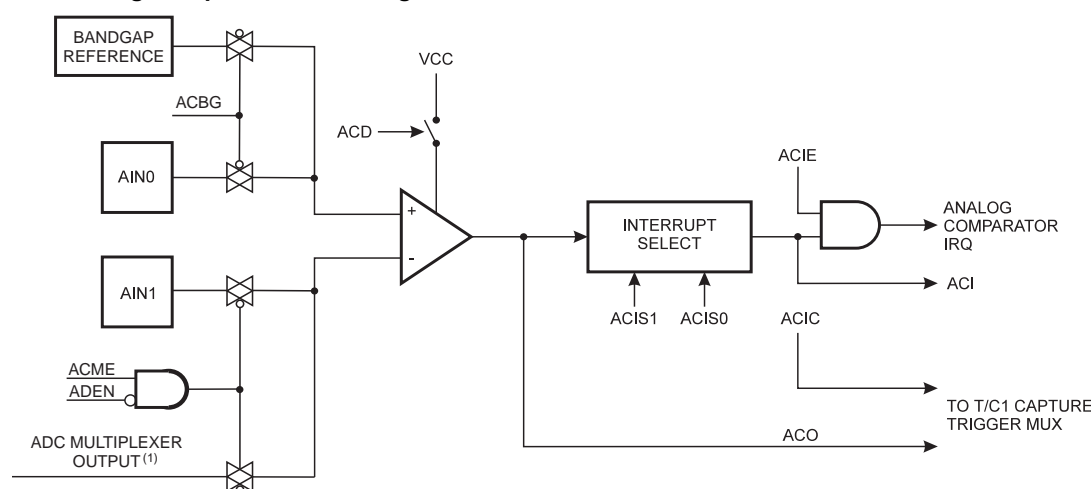 BANDGAP
REFERENCE
VCC
ACBG
ACD
AIN0
ACIE
+
INTERRUPT
SELECT
ANALOG
COMPARATOR
IRQ
-
AIN1
ACI
ACIS1 ACIS0 ACIC
ACME
ADEN
TO T/C1 CAPTURE
TRIGGER MUX
ADC MULTIPLEXER
OUTPUT (1)
ACO